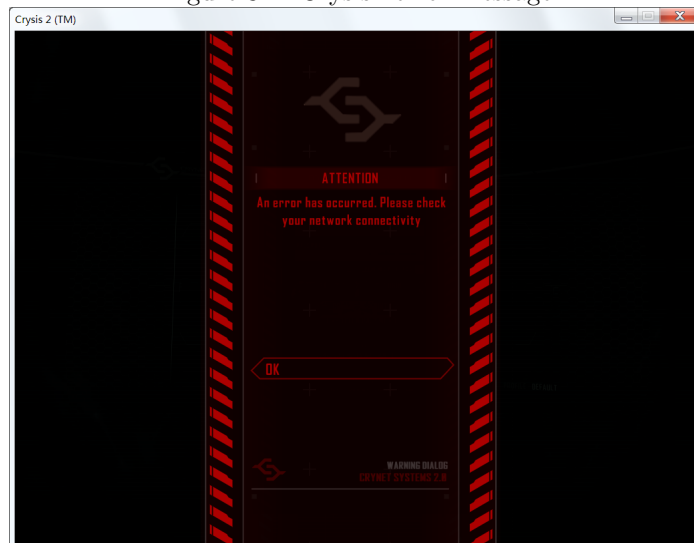 Crysis 2 (TM)
ATTENTION
An error has occurred. Please check
your network connectivity
OK
WARNING DIALOG
CRYNET SYSTEMS 2.0